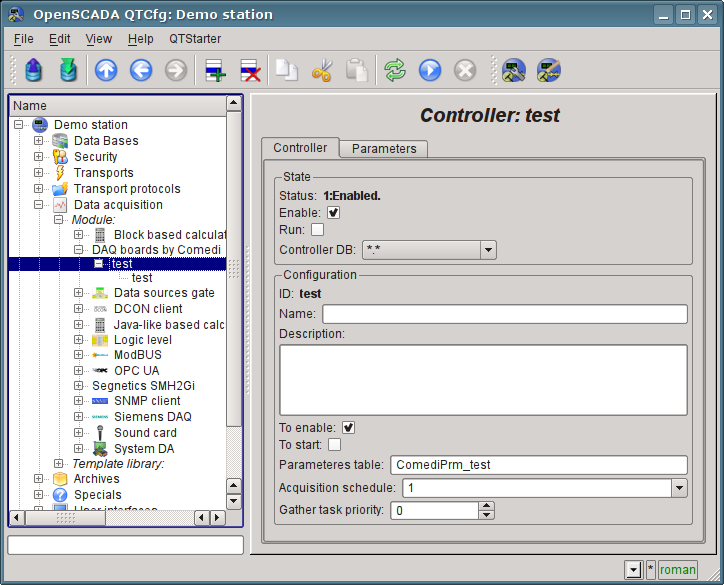 OpenSCADA QTCfg: Demo station
File Edit View Help QTStarter
Name
Demo station
Data Bases
Security
Transports
Transport protocols
Data acquisition
Module:
Block based calculat
DAQ boards by Comedi
test
test
Data sources gate
DCON client
Java-like based calc
Logic level
ModBUS
OPC UA
Segnetics SMH2Gi
SNMP client
Siemens DAQ
Sound card
System DA
Template library:
Archives
Specials
User interfaces
Controller: test
Controller Parameters
State
Status: 1:Enabled.
Enable:
Run:
Controller DB: *.*
Configuration
ID: test
Name:
Description:
To enable:
To start:
Parameteres table: ComediPrm_test
Acquisition schedule: 1
Gather task priority: 0
* roman